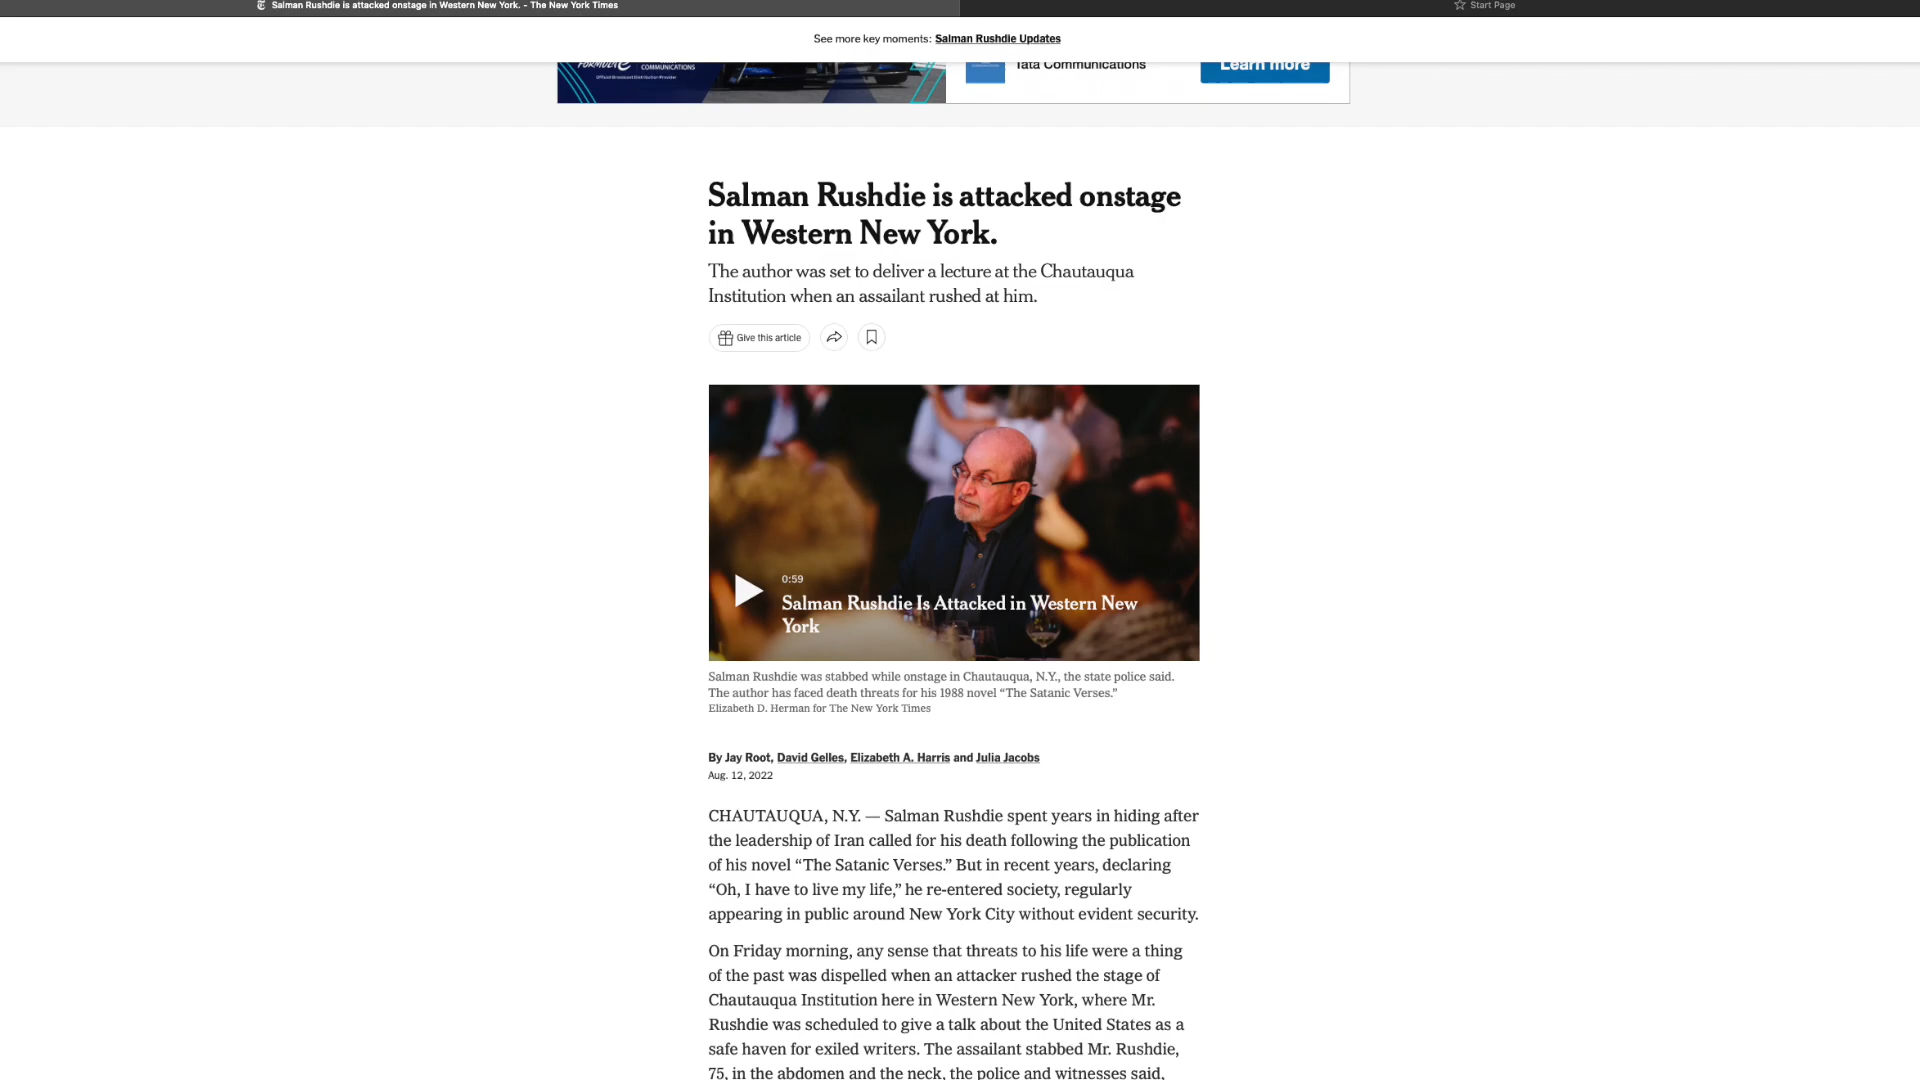 Salman Rushdie is attacked onstage in Western New York. - The New York Times
Start Page
See more key moments: Salman Rushdie Updates
FORMULA E
COMMUNICATIONS
Official Broadcast Distribution Provider
Tata Communications
Learn more
Salman Rushdie is attacked onstage
in Western New York.
The author was set to deliver a lecture at the Chautauqua
Institution when an assailant rushed at him.
Give this article
0:59
Salman Rushdie Is Attacked in Western New
York
Salman Rushdie was stabbed while onstage in Chautauqua, N.Y., the state police said.
The author has faced death threats for his 1988 novel “The Satanic Verses.”
Elizabeth D. Herman for The New York Times
By Jay Root, David Gelles, Elizabeth A. Harris and Julia Jacobs
Aug. 12, 2022
CHAUTAUQUA, N.Y. — Salman Rushdie spent years in hiding after
the leadership of Iran called for his death following the publication
of his novel “The Satanic Verses.” But in recent years, declaring
“Oh, I have to live my life,” he re-entered society, regularly
appearing in public around New York City without evident security.
On Friday morning, any sense that threats to his life were a thing
of the past was dispelled when an attacker rushed the stage of
Chautauqua Institution here in Western New York, where Mr.
Rushdie was scheduled to give a talk about the United States as a
safe haven for exiled writers. The assailant stabbed Mr. Rushdie,
75, in the abdomen and the neck, the police and witnesses said,